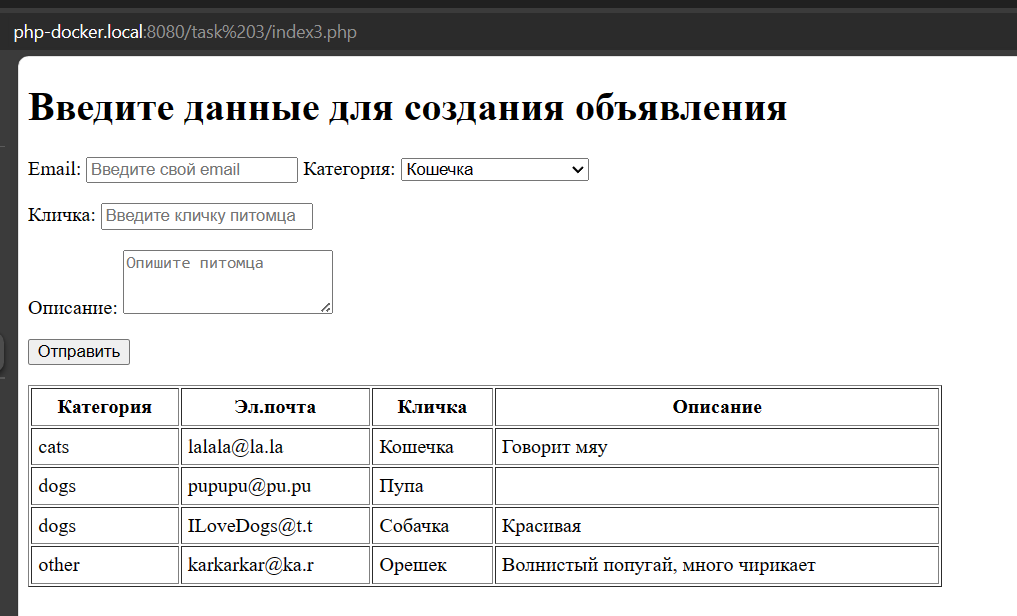 php-docker.local:8080/task%203/index3.php
Введите данные для создания объявления
Email: Введите свой email Категория: Кошечка
Кличка: Введите кличку питомца
Опишите питомца
Описание:
Отправить
Категория Эл.почта Кличка Описание
cats lalala@la.la Кошечка Говорит мяу
dogs pupupu@pu.pu Пупа
dogs ILoveDogs@t.t Собачка Красивая
other karkarkar@ka.r Орешек Волнистый попугай, много чирикает